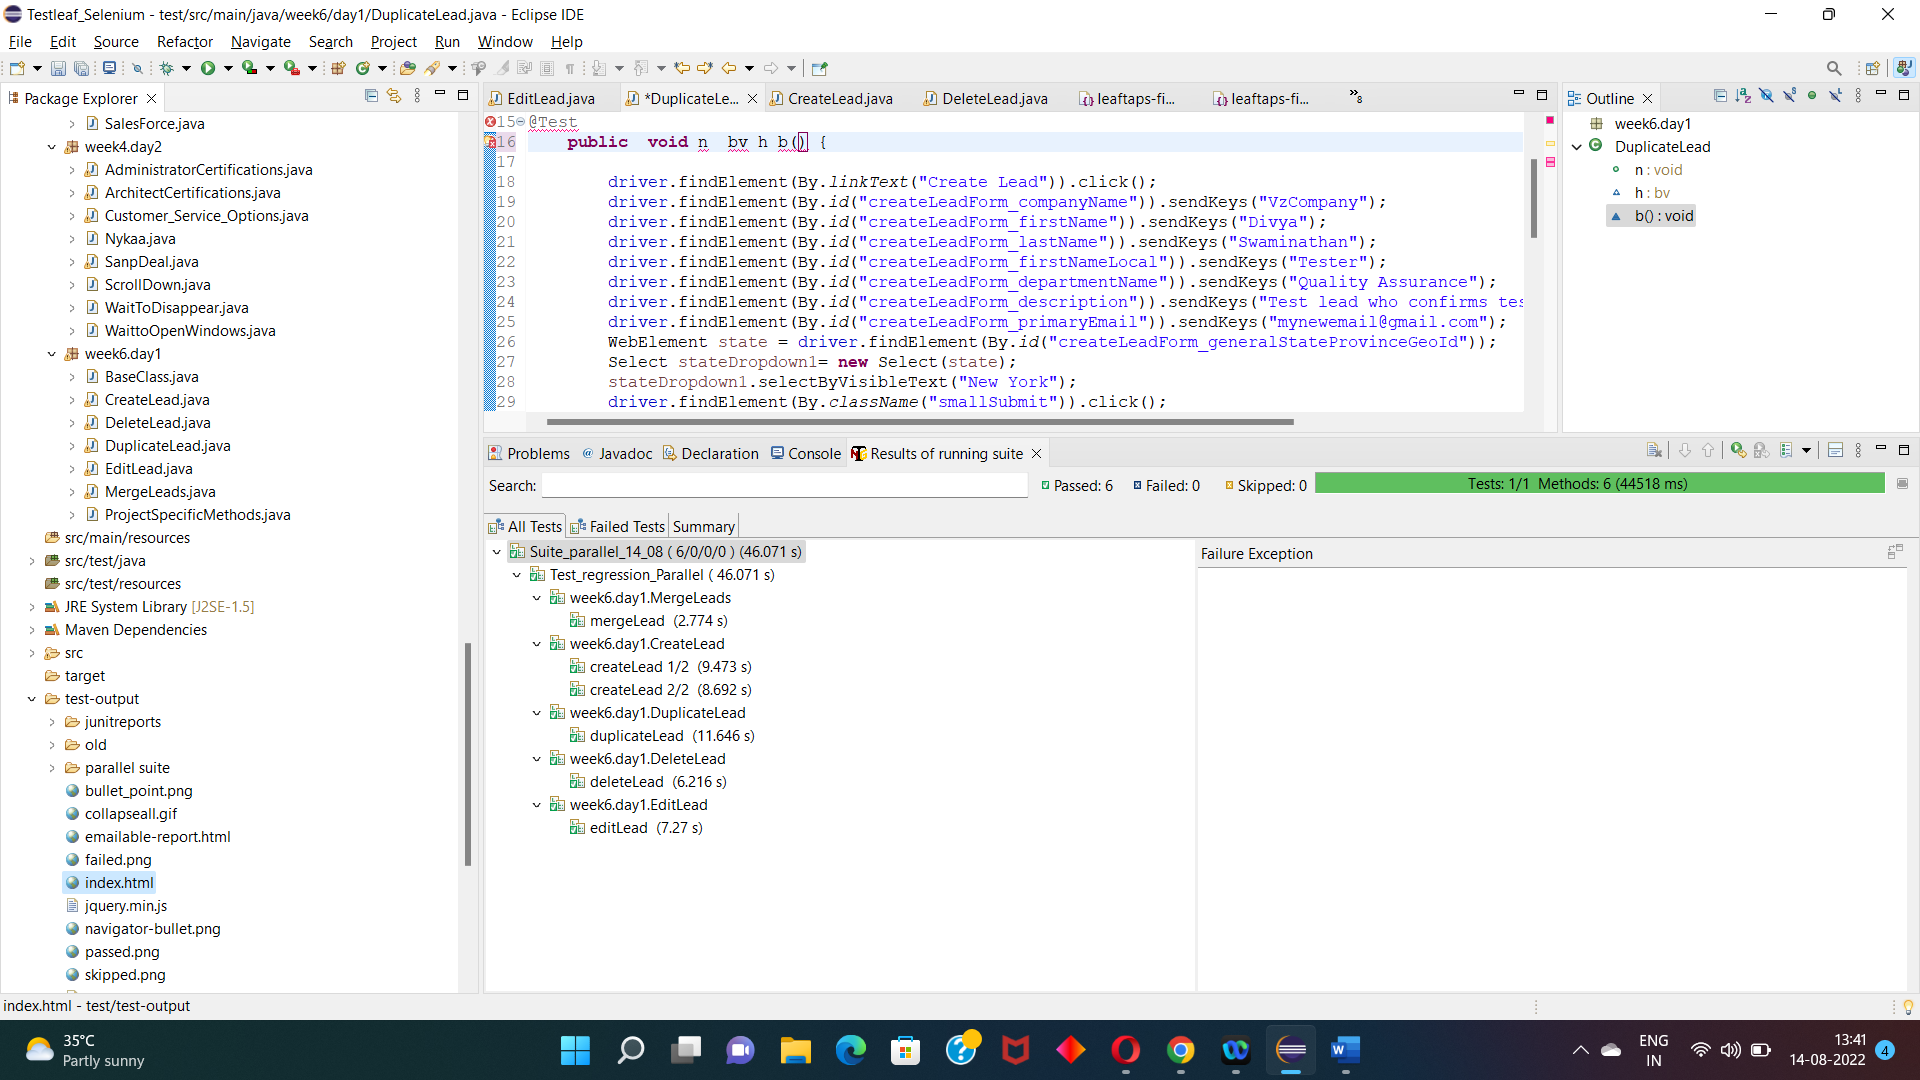 Testleaf_Selenium - test/src/main/java/week6/day1/DuplicateLead.java - Eclipse IDE
File Edit Source Refactor Navigate Search Project Run Window Help
Package Explorer
SalesForce.java
week4.day2
AdministratorCertifications.java
ArchitectCertifications.java
Customer_Service_Options.java
Nykaa.java
SanpDeal.java
ScrollDown.java
WaitToDisappear.java
WaittoOpenWindows.java
week6.day1
BaseClass.java
CreateLead.java
DeleteLead.java
DuplicateLead.java
EditLead.java
MergeLeads.java
ProjectSpecificMethods.java
src/main/resources
src/test/java
src/test/resources
JRE System Library [J2SE-1.5]
Maven Dependencies
src
target
test-output
junitreports
old
parallel suite
bullet_point.png
collapseall.gif
emailable-report.html
failed.png
index.html
jquery.min.js
navigator-bullet.png
passed.png
skipped.png
EditLead.java *DuplicateLe... CreateLead.java DeleteLead.java leaftaps-fi... leaftaps-fi... »8
15 @Test
16 public void n bv h b() {
17
18 driver.findElement(By.linkText("Create Lead")).click();
19 driver.findElement(By.id("createLeadForm_companyName")).sendKeys("VzCompany");
20 driver.findElement(By.id("createLeadForm_firstName")).sendKeys("Divya");
21 driver.findElement(By.id("createLeadForm_lastName")).sendKeys("Swaminathan");
22 driver.findElement(By.id("createLeadForm_firstNameLocal")).sendKeys("Tester");
23 driver.findElement(By.id("createLeadForm_departmentName")).sendKeys("Quality Assurance");
24 driver.findElement(By.id("createLeadForm_description")).sendKeys("Test lead who confirms tes
25 driver.findElement(By.id("createLeadForm_primaryEmail")).sendKeys("mynewemail@gmail.com");
26 WebElement state = driver.findElement(By.id("createLeadForm_generalStateProvinceGeoId"));
27 Select stateDropdown1= new Select(state);
28 stateDropdown1.selectByVisibleText("New York");
29 driver.findElement(By.className("smallSubmit")).click();
Outline
week6.day1
DuplicateLead
n : void
h : bv
b() : void
Problems @ Javadoc Declaration Console Results of running suite
Search: Passed: 6 Failed: 0 Skipped: 0 Tests: 1/1 Methods: 6 (44518 ms)
All Tests Failed Tests Summary
Suite_parallel_14_08 ( 6/0/0/0 ) (46.071 s)
Test_regression_Parallel ( 46.071 s)
week6.day1.MergeLeads
mergeLead (2.774 s)
week6.day1.CreateLead
createLead 1/2 (9.473 s)
createLead 2/2 (8.692 s)
week6.day1.DuplicateLead
duplicateLead (11.646 s)
week6.day1.DeleteLead
deleteLead (6.216 s)
week6.day1.EditLead
editLead (7.27 s)
Failure Exception
index.html - test/test-output
35°C
Partly sunny
ENG
IN
13:41
14-08-2022
4